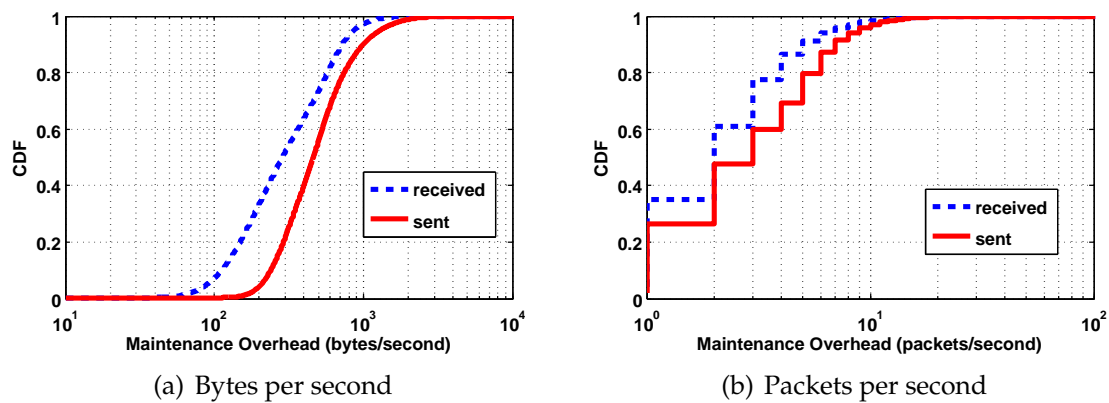 1
0.8
0.6
0.4
0.2
0
CDF
received
sent
10^1
10^2
10^3
10^4
Maintenance Overhead (bytes/second)
(a) Bytes per second
1
0.8
0.6
0.4
0.2
0
CDF
received
sent
10^0
10^1
10^2
Maintenance Overhead (packets/second)
(b) Packets per second